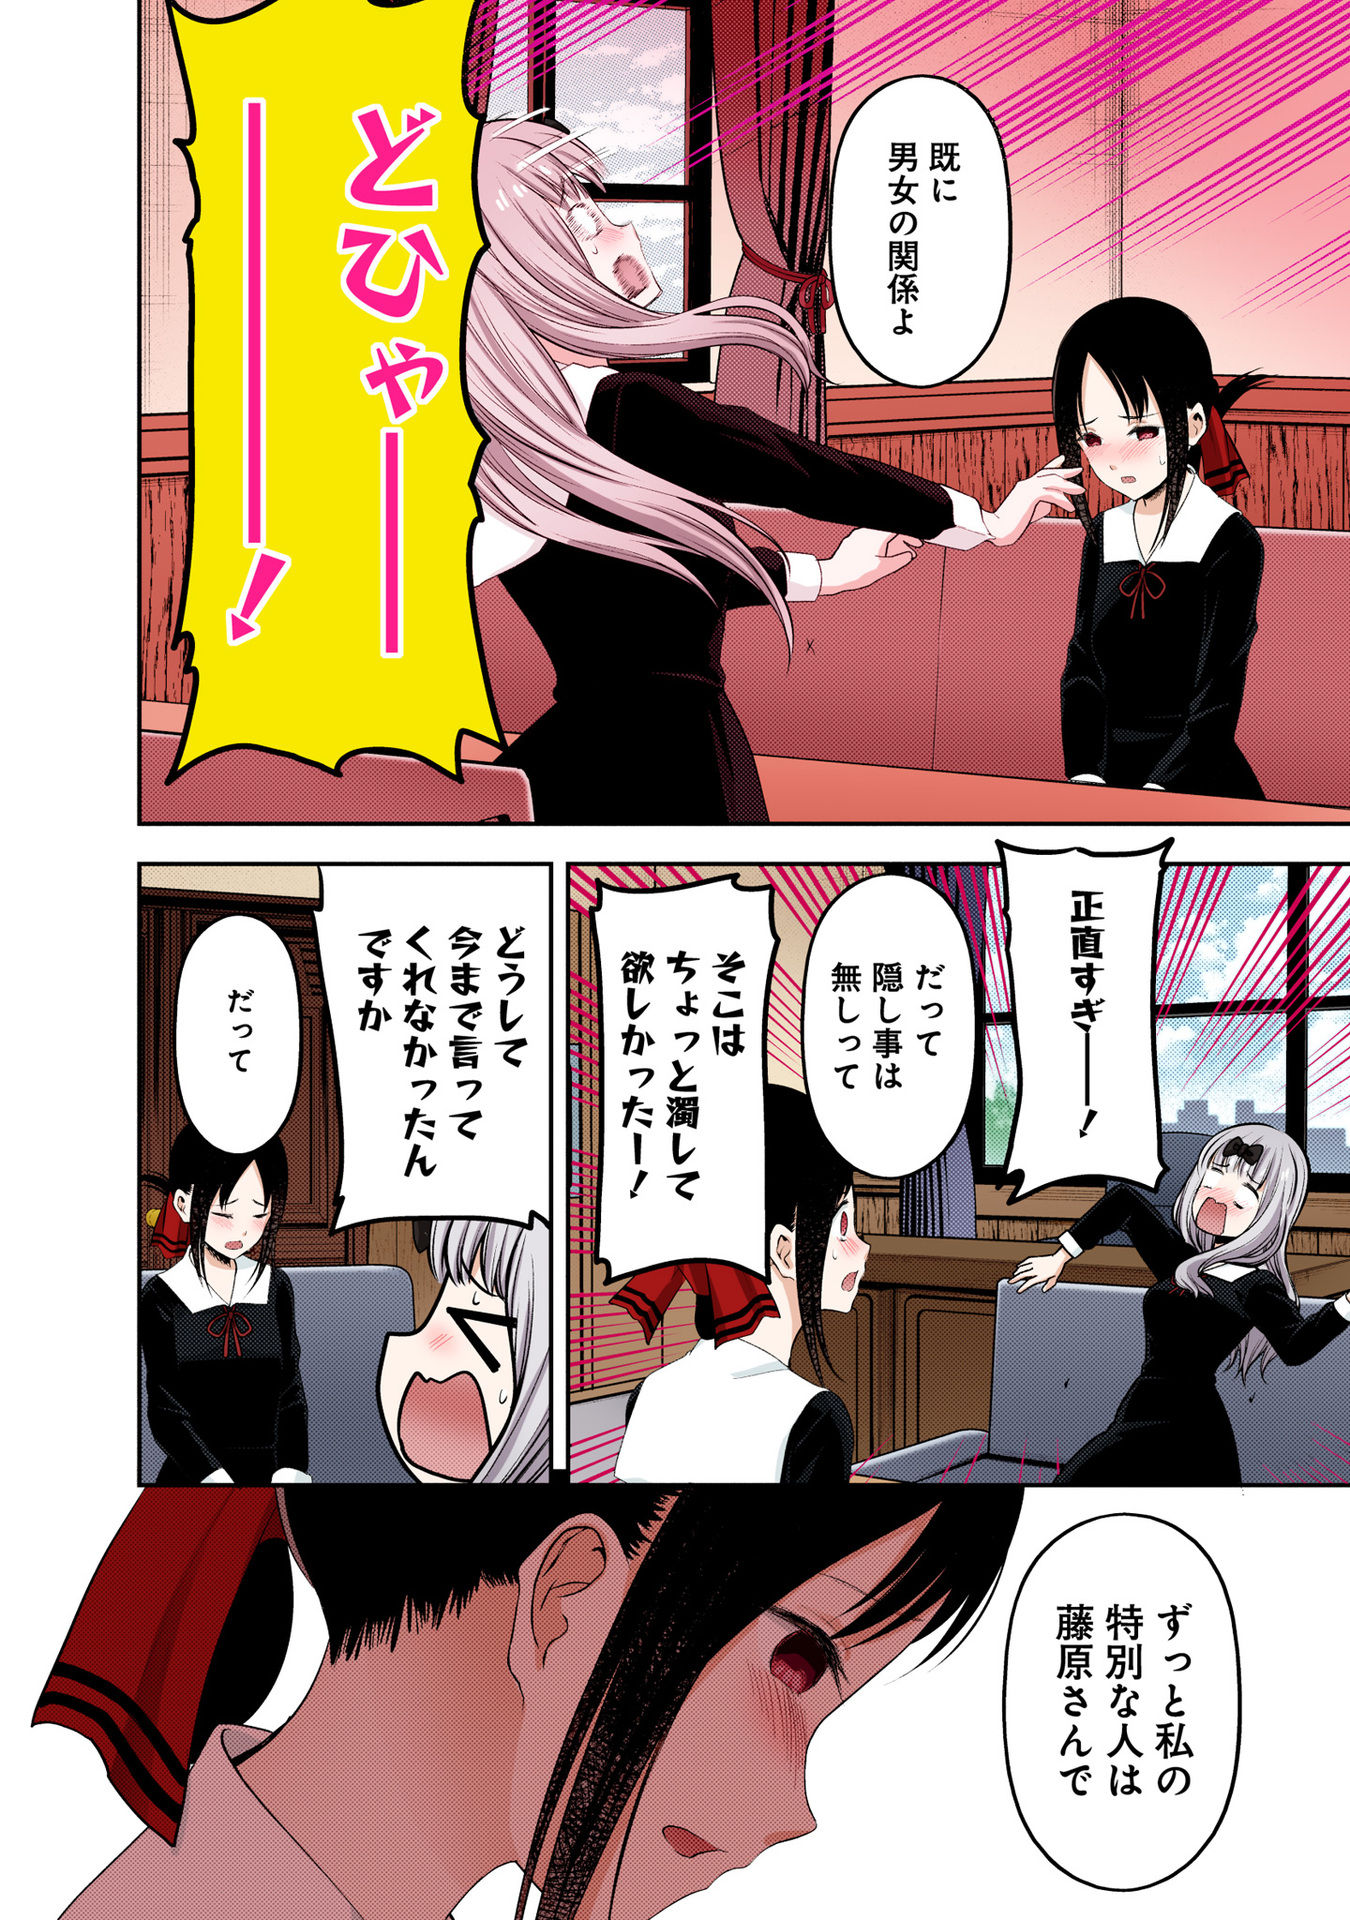 既に
男女の関係よ
どひゃー
ー！
正直すぎー！
だって
隠し事は
無しって
そこは
ちょっと濁して
欲しかったー！
どうして
今まで言って
くれなかったん
ですか
だって
ずっと私の
特別な人は
藤原さんで